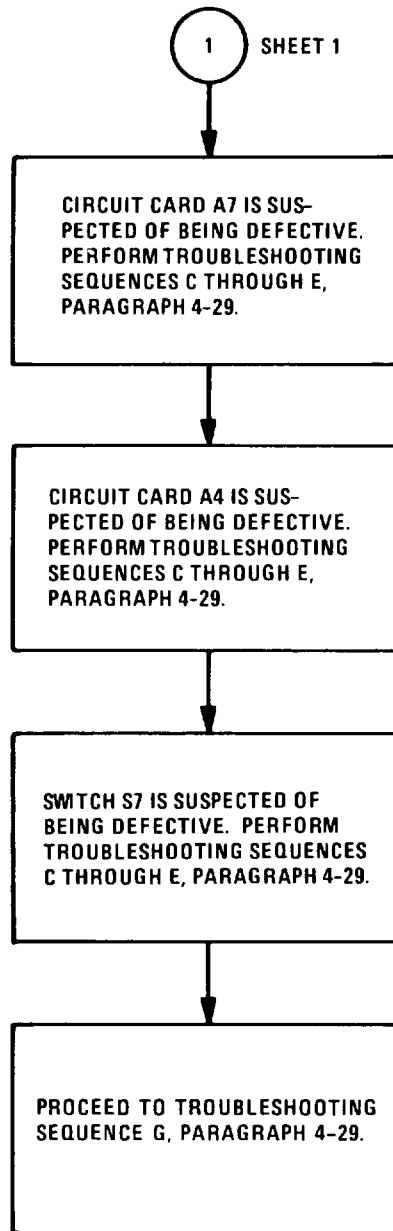 1 SHEET 1
CIRCUIT CARD A7 IS SUS-
PECTED OF BEING DEFECTIVE.
PERFORM TROUBLESHOOTING
SEQUENCES C THROUGH E,
PARAGRAPH 4-29.
CIRCUIT CARD A4 IS SUS-
PECTED OF BEING DEFECTIVE.
PERFORM TROUBLESHOOTING
SEQUENCES C THROUGH E,
PARAGRAPH 4-29.
SWITCH S7 IS SUSPECTED OF
BEING DEFECTIVE. PERFORM
TROUBLESHOOTING SEQUENCES
C THROUGH E, PARAGRAPH 4-29.
PROCEED TO TROUBLESHOOTING
SEQUENCE G, PARAGRAPH 4-29.